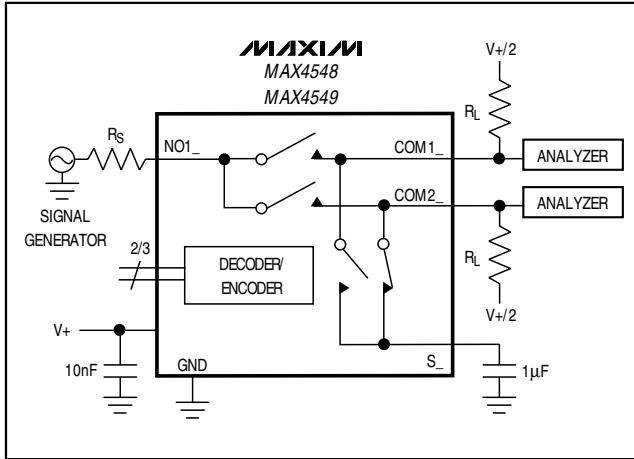 MAXIM
MAX4548
MAX4549
V+/2
RL
RS
NO1_
COM1_
ANALYZER
COM2_
ANALYZER
SIGNAL
GENERATOR
2/3
DECODER/
ENCODER
RL
V+/2
V+
10nF
GND
S_
1µF